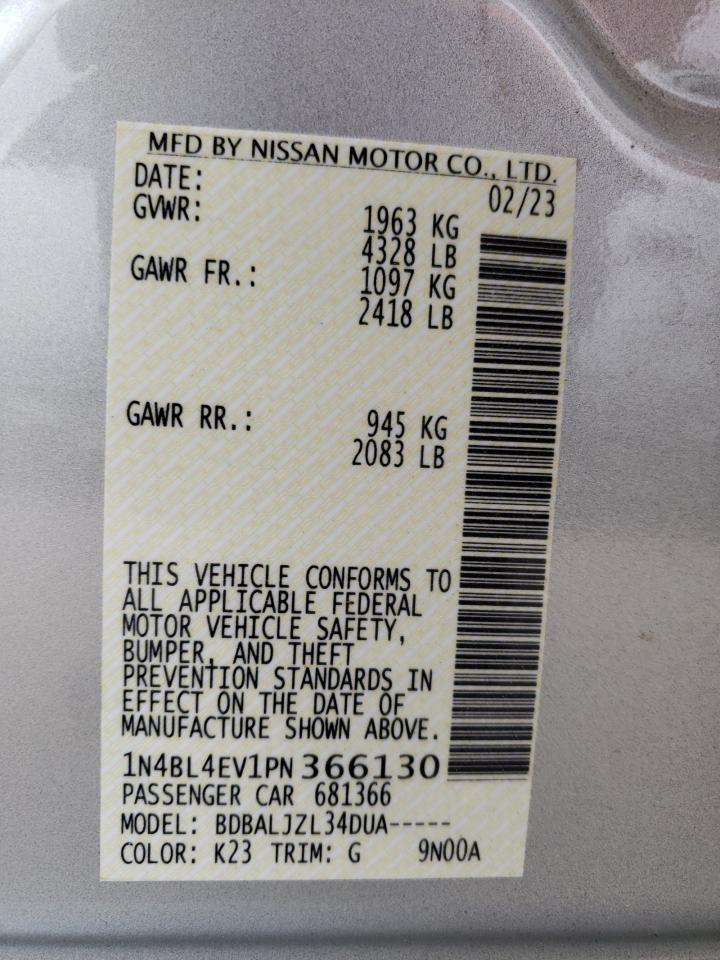 MFD BY NISSAN MOTOR CO., LTD.
DATE: 02/23
GVWR: 1963 KG
4328 LB
GAWR FR.: 1097 KG
2418 LB
GAWR RR.: 945 KG
2083 LB
THIS VEHICLE CONFORMS TO
ALL APPLICABLE FEDERAL
MOTOR VEHICLE SAFETY,
BUMPER, AND THEFT
PREVENTION STANDARDS IN
EFFECT ON THE DATE OF
MANUFACTURE SHOWN ABOVE.
1N4BL4EV1PN 366130
PASSENGER CAR 681366
MODEL: BDBALJZL34DUA-----
COLOR: K23 TRIM: G 9N00A